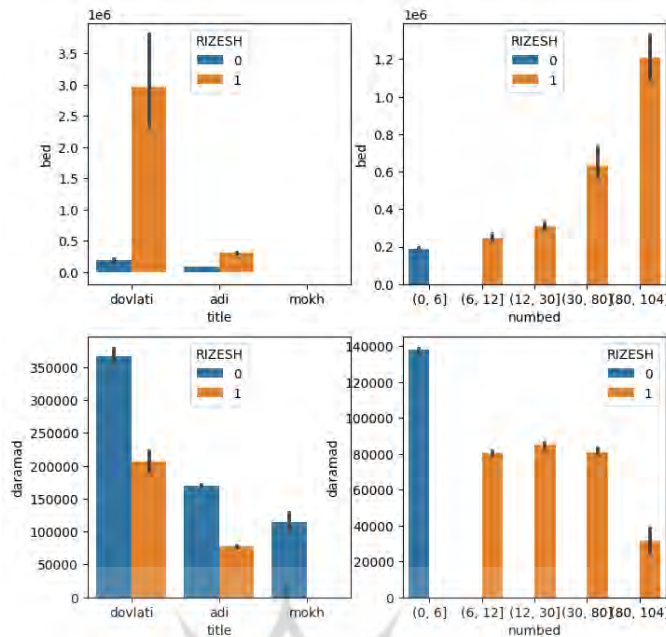 1e6
RIZESH
0
1
3.5
3.0
2.5
2.0
1.5
1.0
0.5
0.0
bed
dovlati adi mokh
title
1e6
RIZESH
0
1
1.2
1.0
0.8
0.6
0.4
0.2
0.0
bed
(0, 6] (6, 12] (12, 30] (30, 80] (80, 104]
numbed
RIZESH
0
1
350000
300000
250000
200000
150000
100000
50000
0
daramad
dovlati adi mokh
title
RIZESH
0
1
140000
120000
100000
80000
60000
40000
20000
0
daramad
(0, 6] (6, 12] (12, 30] (30, 80] (80, 104]
numbed